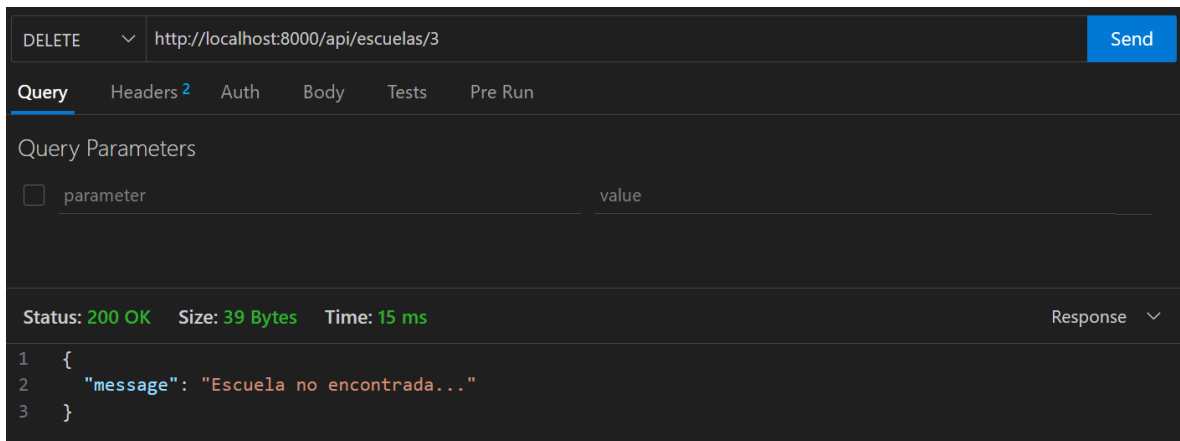 DELETE http://localhost:8000/api/escuelas/3 Send
Query Headers 2 Auth Body Tests Pre Run
Query Parameters
parameter value
Status: 200 OK Size: 39 Bytes Time: 15 ms Response
1 {
2 "message": "Escuela no encontrada..."
3 }